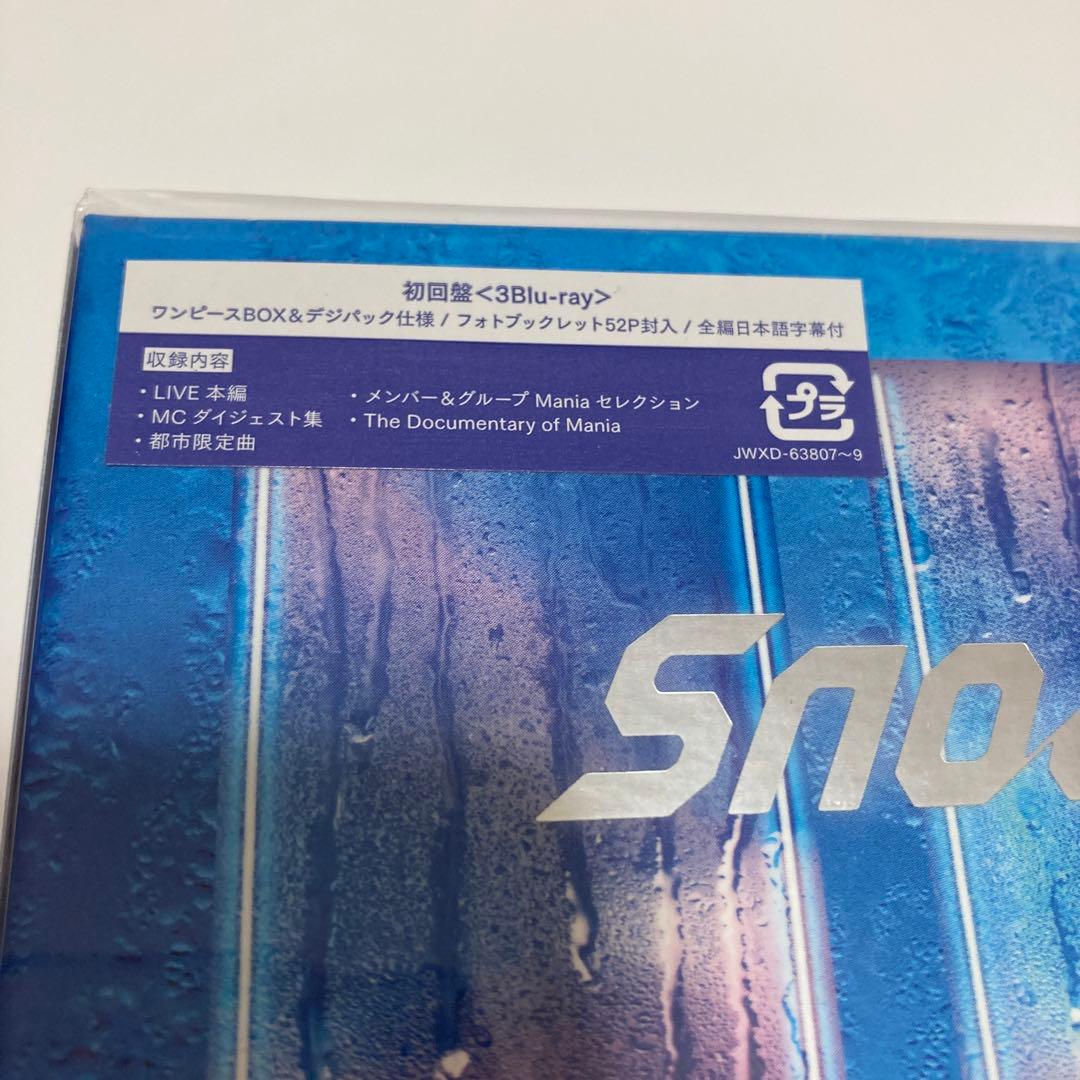 初回盤<3Blu-ray>
ワンピースBOX&デジパック仕様 / フォトブックレット52P封入 / 全編日本語字幕付
収録内容
・LIVE 本編
・MC ダイジェスト集
・都市限定曲
・メンバー&グループ Mania セレクション
・The Documentary of Mania
プラ
JWXD-63807〜9
Sno